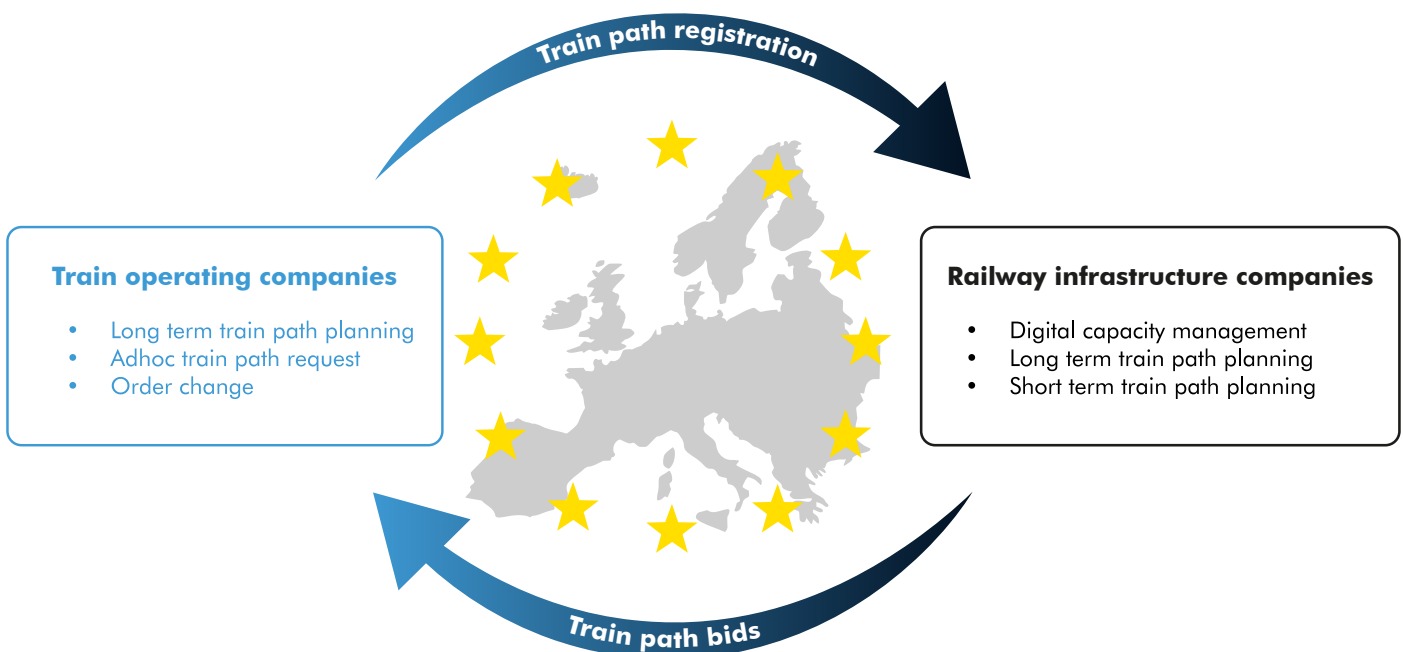 Train path registration
Train operating companies
• Long term train path planning
• Adhoc train path request
• Order change
Railway infrastructure companies
• Digital capacity management
• Long term train path planning
• Short term train path planning
Train path bids